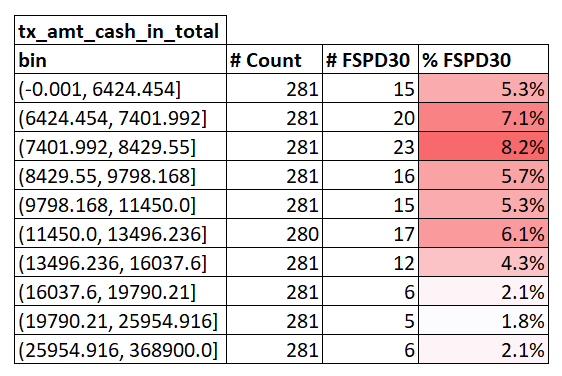 tx_amt_cash_in_total
bin # Count # FSPD30 % FSPD30
(-0.001, 6424.454] 281 15 5.3%
(6424.454, 7401.992] 281 20 7.1%
(7401.992, 8429.55] 281 23 8.2%
(8429.55, 9798.168] 281 16 5.7%
(9798.168, 11450.0] 281 15 5.3%
(11450.0, 13496.236] 280 17 6.1%
(13496.236, 16037.6] 281 12 4.3%
(16037.6, 19790.21] 281 6 2.1%
(19790.21, 25954.916] 281 5 1.8%
(25954.916, 368900.0] 281 6 2.1%